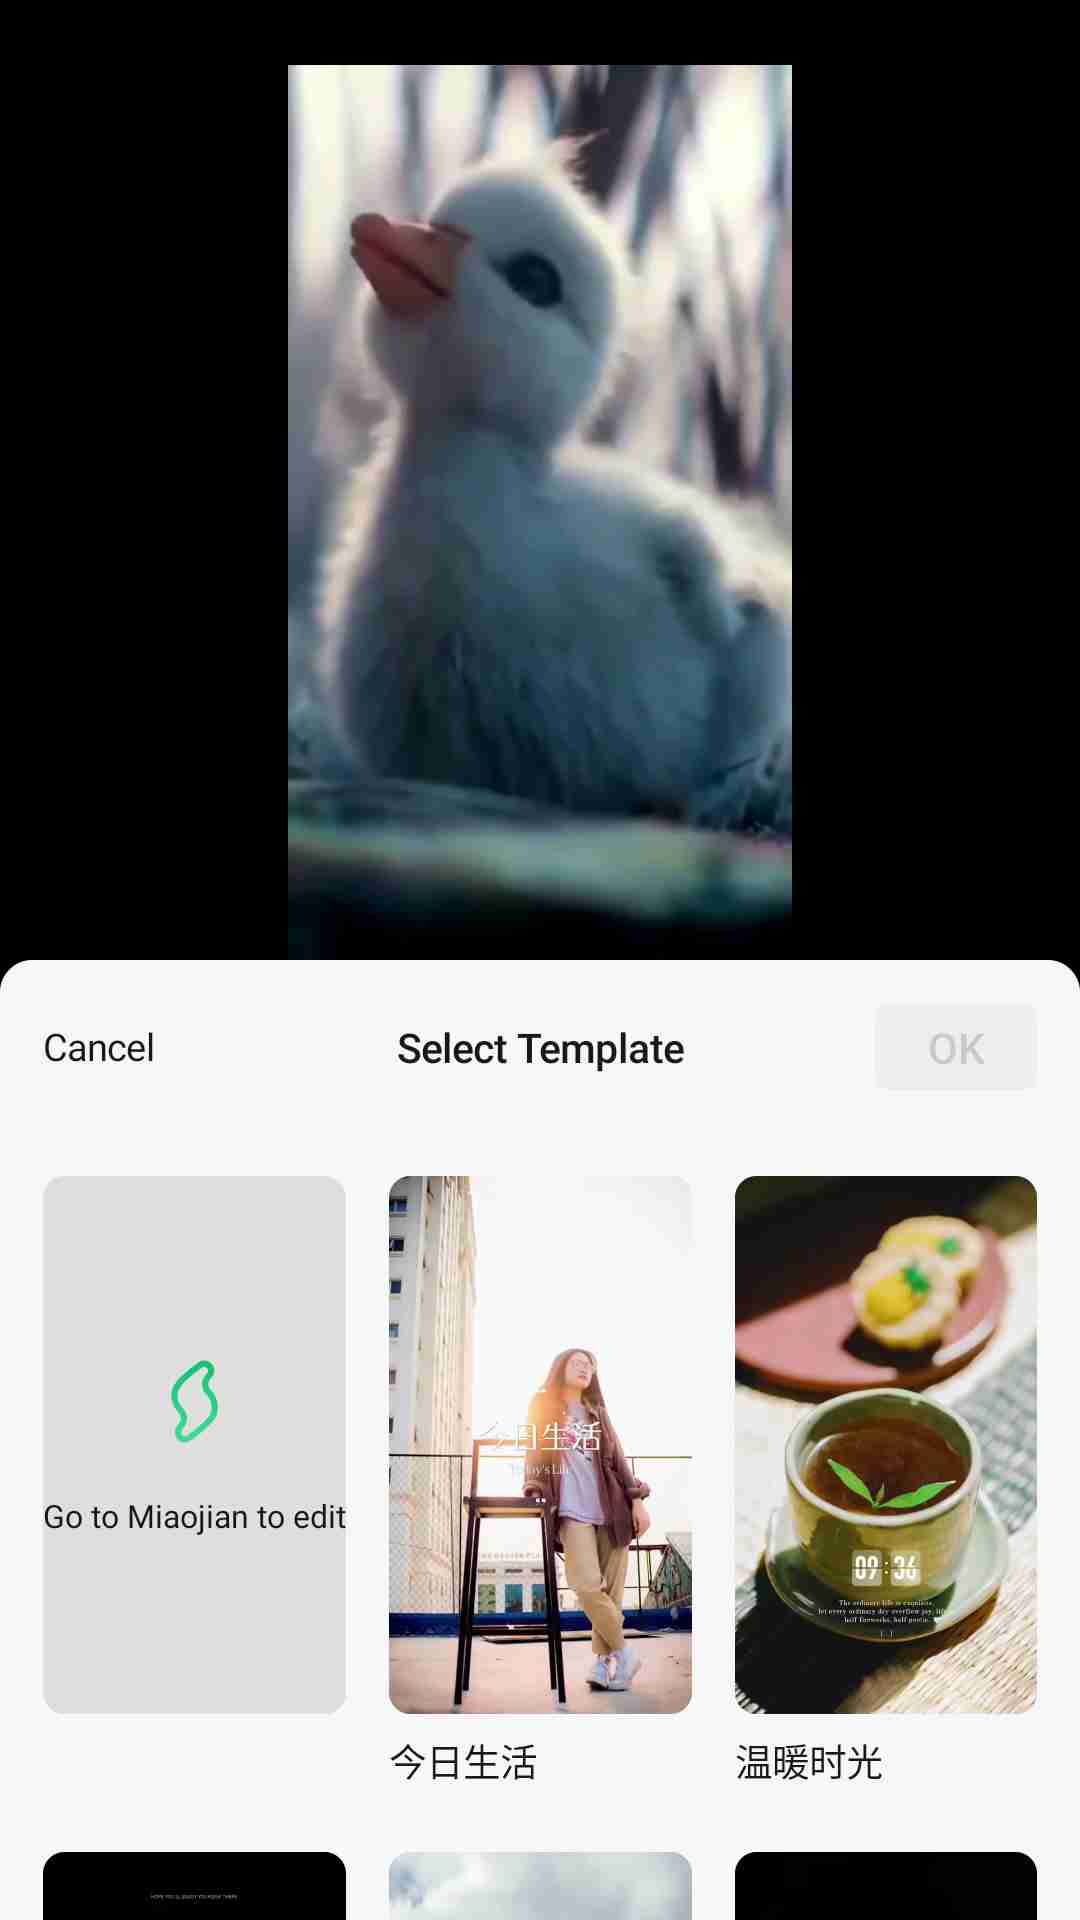 Cancel
Select Template
OK
Go to Miaojian to edit
今日生活
Today's Life
09:36
The ordinary life is exquisite,
let every ordinary day overflow joy,
half fireworks, half poetic.
今日生活
温暖时光